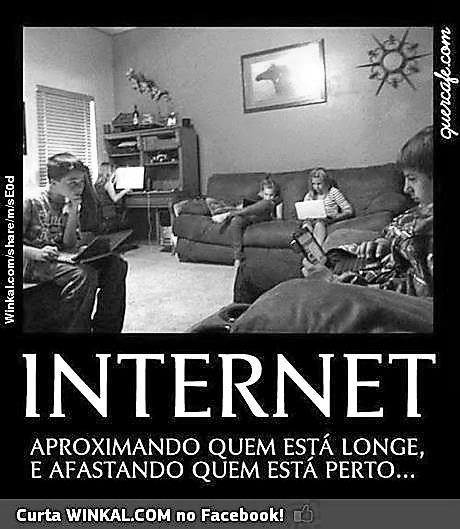 quercafe.com
Winkal.com/share/m/sE0d
INTERNET
APROXIMANDO QUEM ESTÁ LONGE,
E AFASTANDO QUEM ESTÁ PERTO...
Curta WINKAL.COM no Facebook!